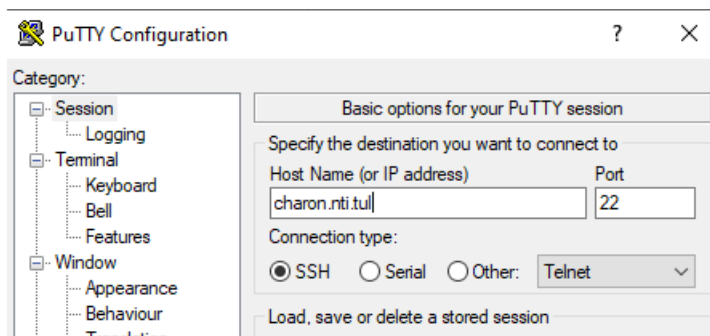 PuTTY Configuration ? ×
Category:
Session
Logging
Terminal
Keyboard
Bell
Features
Window
Appearance
Behaviour
Basic options for your PuTTY session
Specify the destination you want to connect to
Host Name (or IP address) Port
charon.nti.tul 22
Connection type:
SSH Serial Other: Telnet
Load, save or delete a stored session